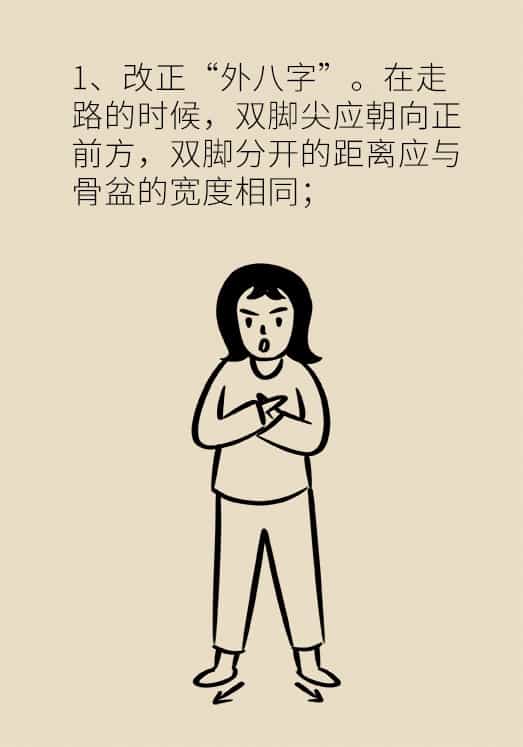 1、改正“外八字”。在走
路的时候，双脚尖应朝向正
前方，双脚分开的距离应与
骨盆的宽度相同；